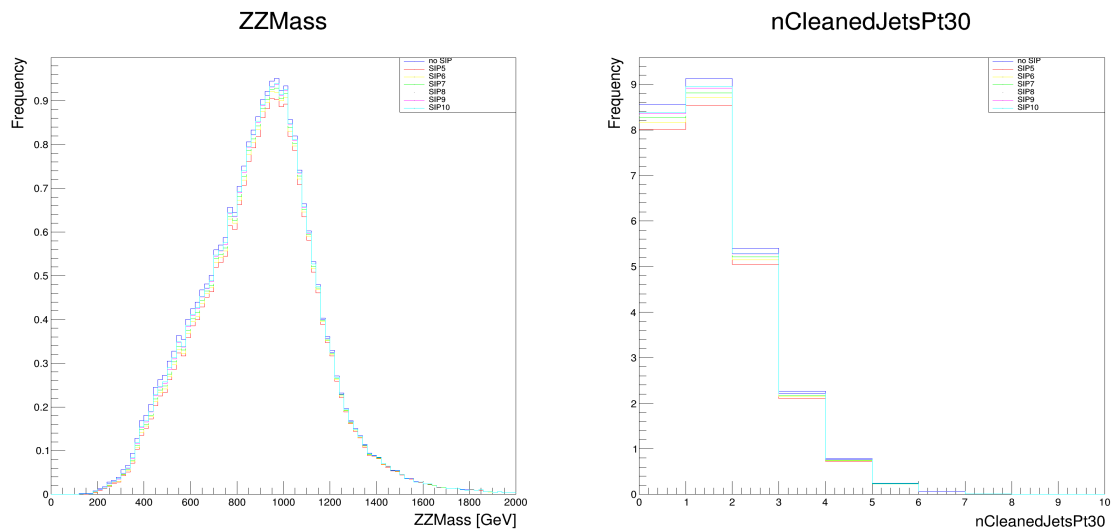 ZZMass
Frequency
0.9
0.8
0.7
0.6
0.5
0.4
0.3
0.2
0.1
0
no SIP
SIP5
SIP6
SIP7
SIP8
SIP9
SIP10
0 200 400 600 800 1000 1200 1400 1600 1800 2000
ZZMass [GeV]
nCleanedJetsPt30
Frequency
9
8
7
6
5
4
3
2
1
0
no SIP
SIP5
SIP6
SIP7
SIP8
SIP9
SIP10
0 1 2 3 4 5 6 7 8 9 10
nCleanedJetsPt30